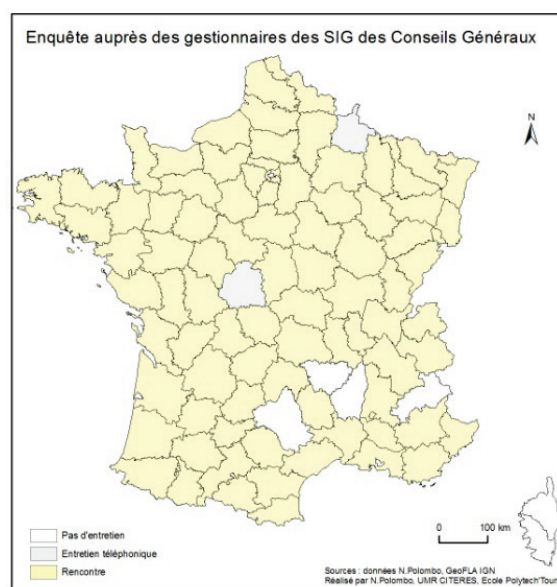 Enquête auprès des gestionnaires des SIG des Conseils Généraux
N
Pas d'entretien
Entretien téléphonique
Rencontre
0 100 km
Sources : données N.Polombo, GeoFLA IGN
Réalisé par N.Polombo, UMR CITERES, Ecole Polytech'Tours